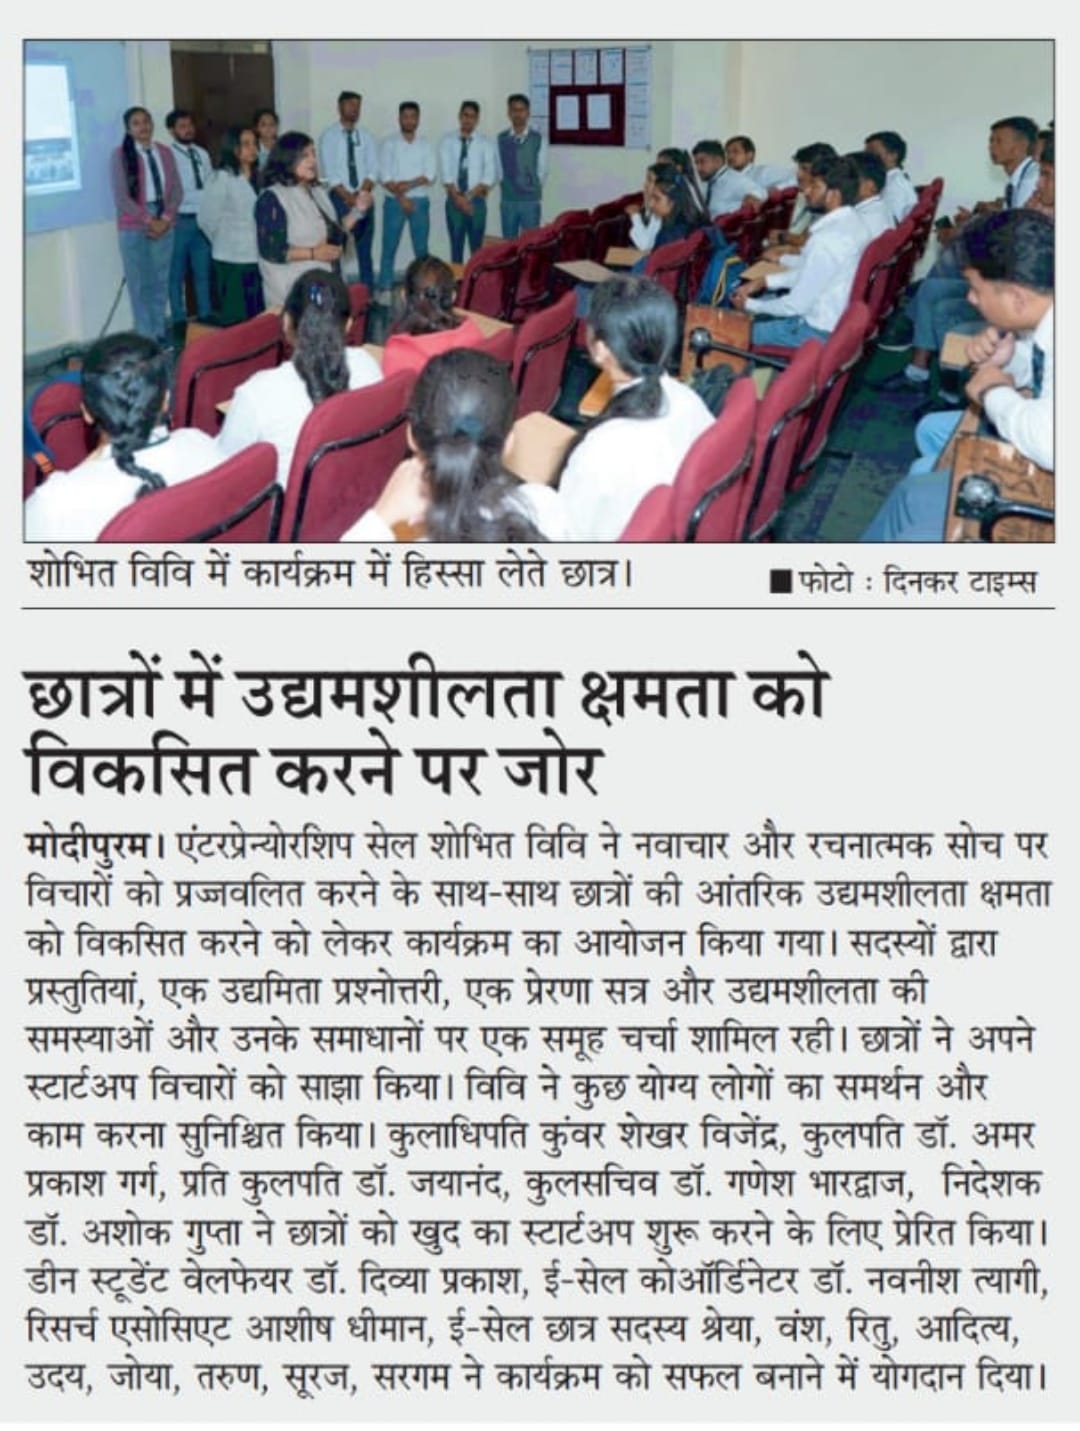 शोभित विवि में कार्यक्रम में हिस्सा लेते छात्र।
■ फोटो : दिनकर टाइम्स
छात्रों में उद्यमशीलता क्षमता को
विकसित करने पर जोर
मोदीपुरम। एंटरप्रेन्योरशिप सेल शोभित विवि ने नवाचार और रचनात्मक सोच पर
विचारों को प्रज्जवलित करने के साथ-साथ छात्रों की आंतरिक उद्यमशीलता क्षमता
को विकसित करने को लेकर कार्यक्रम का आयोजन किया गया। सदस्यों द्वारा
प्रस्तुतियां, एक उद्यमिता प्रश्नोत्तरी, एक प्रेरणा सत्र और उद्यमशीलता की
समस्याओं और उनके समाधानों पर एक समूह चर्चा शामिल रही। छात्रों ने अपने
स्टार्टअप विचारों को साझा किया। विवि ने कुछ योग्य लोगों का समर्थन और
काम करना सुनिश्चित किया। कुलाधिपति कुंवर शेखर विजेंद्र, कुलपति डॉ. अमर
प्रकाश गर्ग, प्रति कुलपति डॉ. जयानंद, कुलसचिव डॉ. गणेश भारद्वाज, निदेशक
डॉ. अशोक गुप्ता ने छात्रों को खुद का स्टार्टअप शुरू करने के लिए प्रेरित किया।
डीन स्टूडेंट वेलफेयर डॉ. दिव्या प्रकाश, ई-सेल कोऑर्डिनेटर डॉ. नवनीश त्यागी,
रिसर्च एसोसिएट आशीष धीमान, ई-सेल छात्र सदस्य श्रेया, वंश, रितु, आदित्य,
उदय, जोया, तरुण, सूरज, सरगम ने कार्यक्रम को सफल बनाने में योगदान दिया।